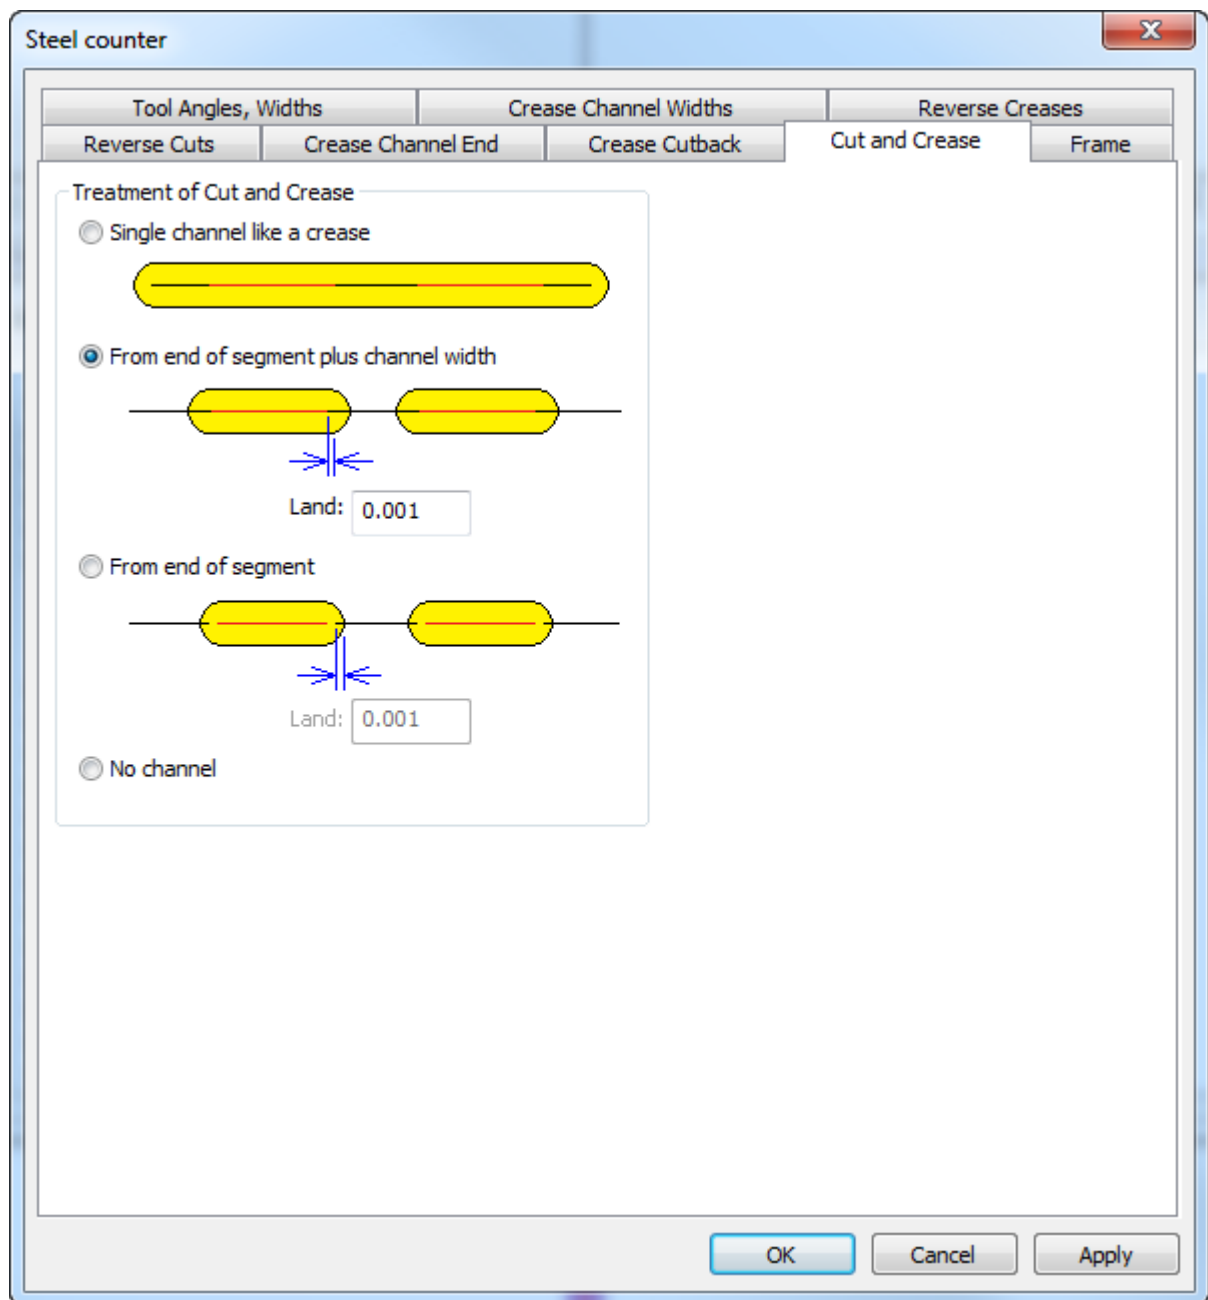 Steel counter
Tool Angles, Widths
Crease Channel Widths
Reverse Creases
Reverse Cuts
Crease Channel End
Crease Cutback
Cut and Crease
Frame
Treatment of Cut and Crease
Single channel like a crease
From end of segment plus channel width
Land: 0.001
From end of segment
Land: 0.001
No channel
OK
Cancel
Apply